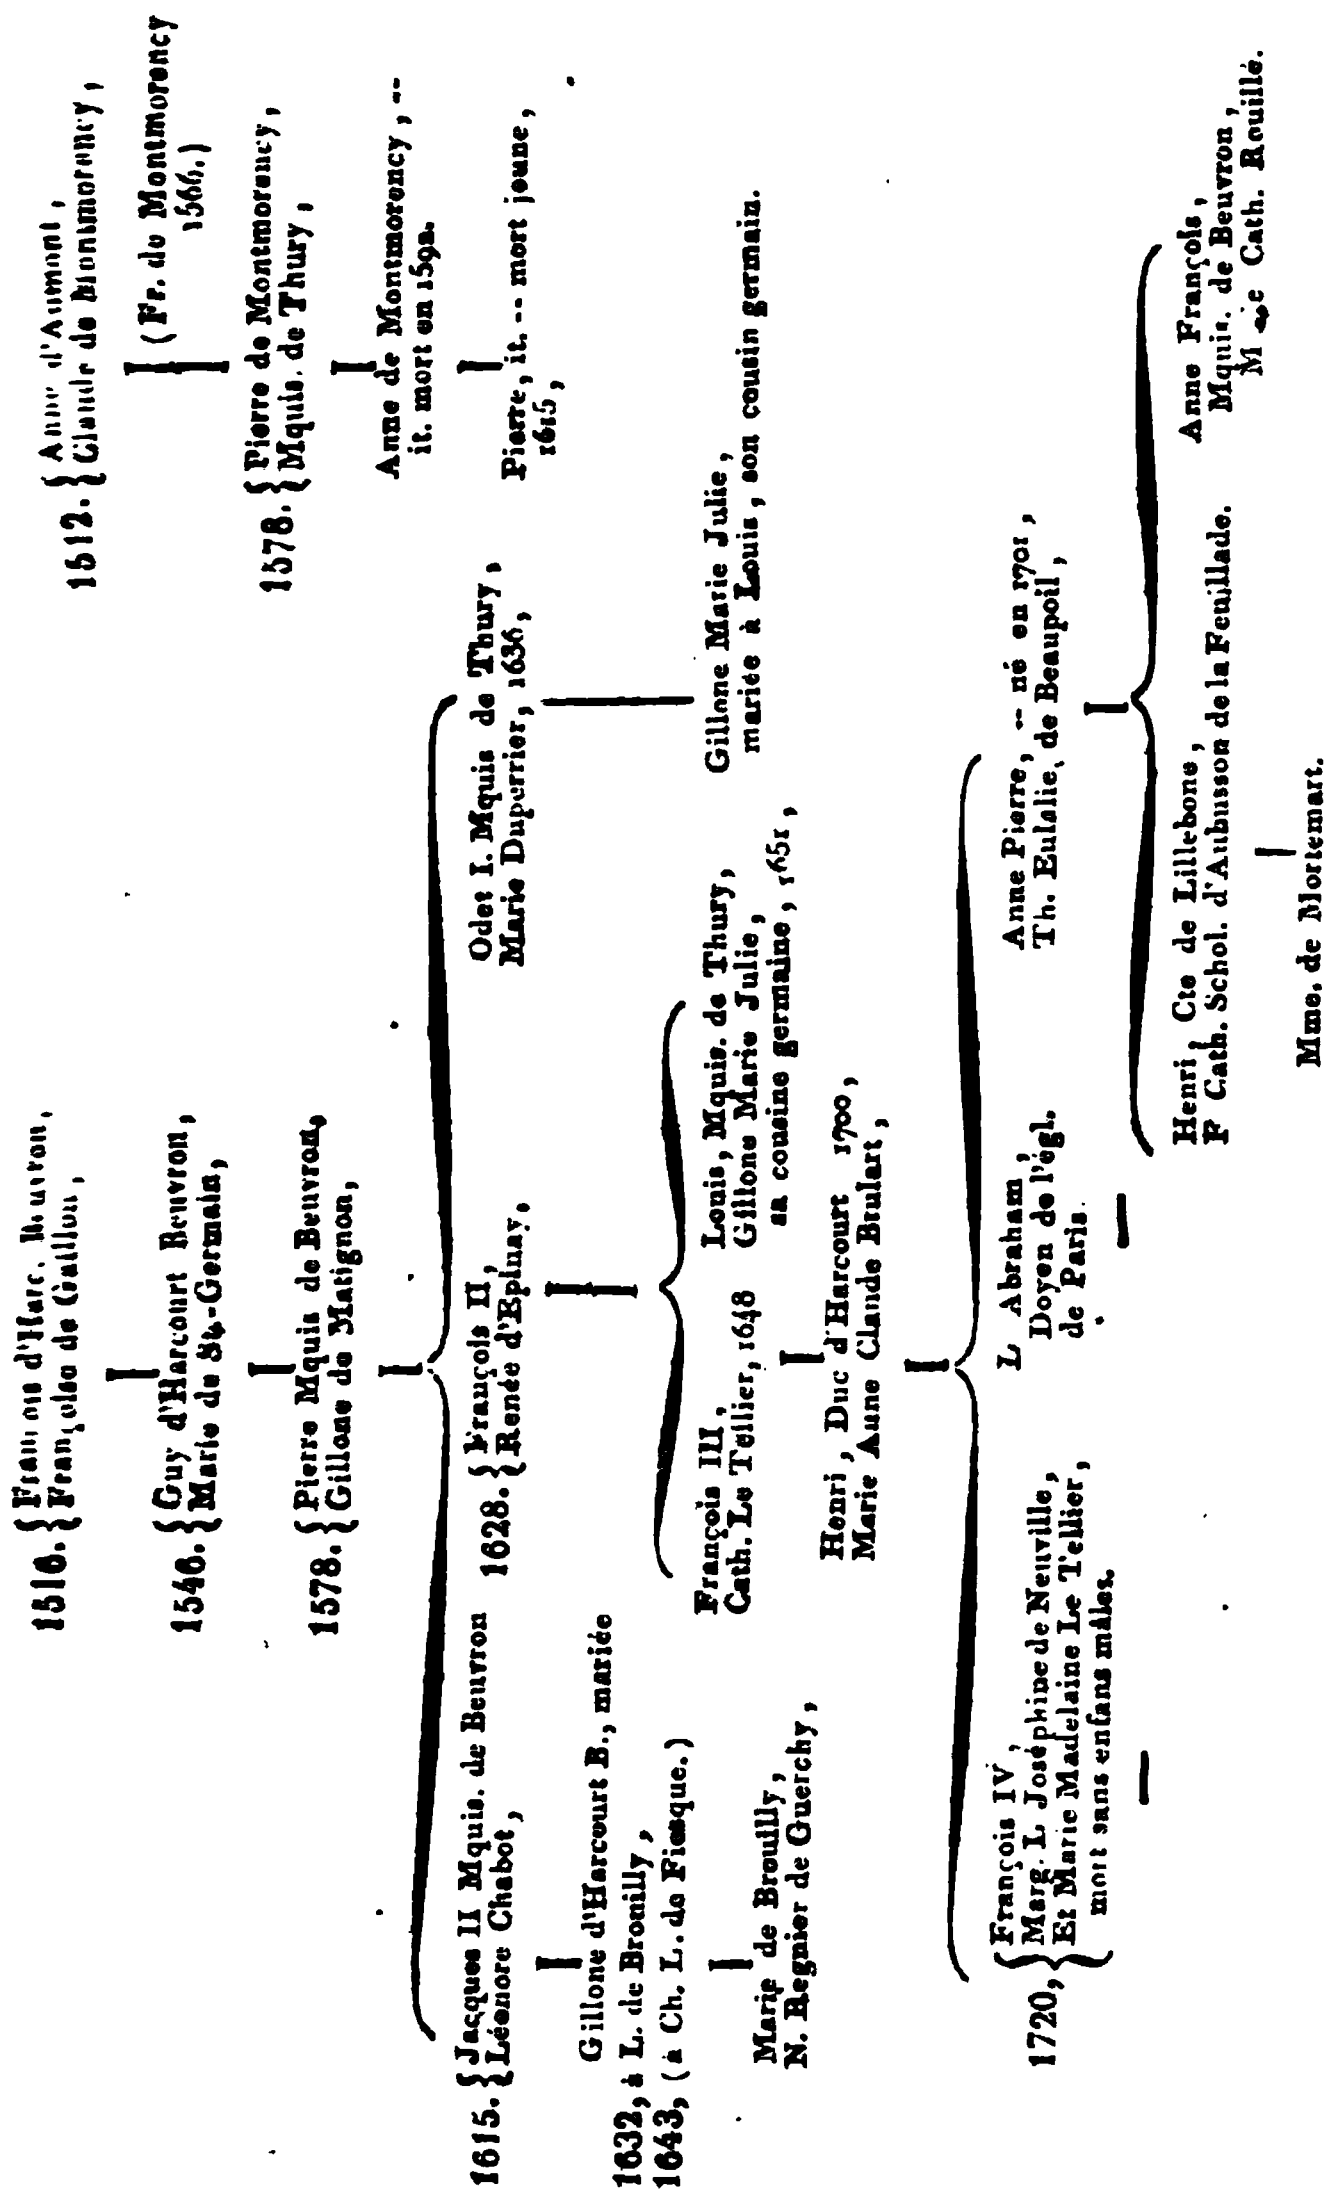 1516. { d'Harc.
Françoise de Gaillon,
1546. { Guy d'Harcourt Beuvron,
Marie de St.-Germain,
1578. { Pierre Mquis de Beuvron,
Gillone de Matignon,
1512. { Anne d'Aumont,
Claude de Montmorency,
(Fr. de Montmorency
1566.)
1578. { Pierre de Montmorency,
Mquis. de Thury,
Anne de Montmorency, --
it. mort en 1592.
Pierre, it. -- mort jeune,
1615,
1615. { Jacques II Mquis. de Beuvron
Léonore Chabot,
1628. { François II,
Renée d'Epinay,
Odet I. Mquis de Thury,
Marie Duperrier, 1636,
Gillone d'Harcourt B., mariée
1632, à L. de Brouilly,
1643, (à Ch. L. de Fiesque.)
Marie de Brouilly,
N. Regnier de Guerchy,
François III,
Cath. Le Tellier, 1648
Louis, Mquis. de Thury,
Gillone Marie Julie,
sa cousine germaine, 1651,
Gillone Marie Julie,
mariée à Louis, son cousin germain.
Henri, Duc d'Harcourt 1700,
Marie Anne Claude Brulart,
1720, { François IV,
Marg. L Joséphine de Neuville,
Et Marie Madelaine Le Tellier,
mort sans enfans mâles.
L Abraham,
Doyen de l'égl.
de Paris.
Anne Pierre, -- né en 1701,
Th. Eulalie, de Beaupoil,
Henri, Cte de Lillebone,
F Cath. Schol. d'Aubusson de la Feuillade.
Anne François,
Mquis. de Beuvron,
Cath. Rouillé.
Mme. de Mortemart.